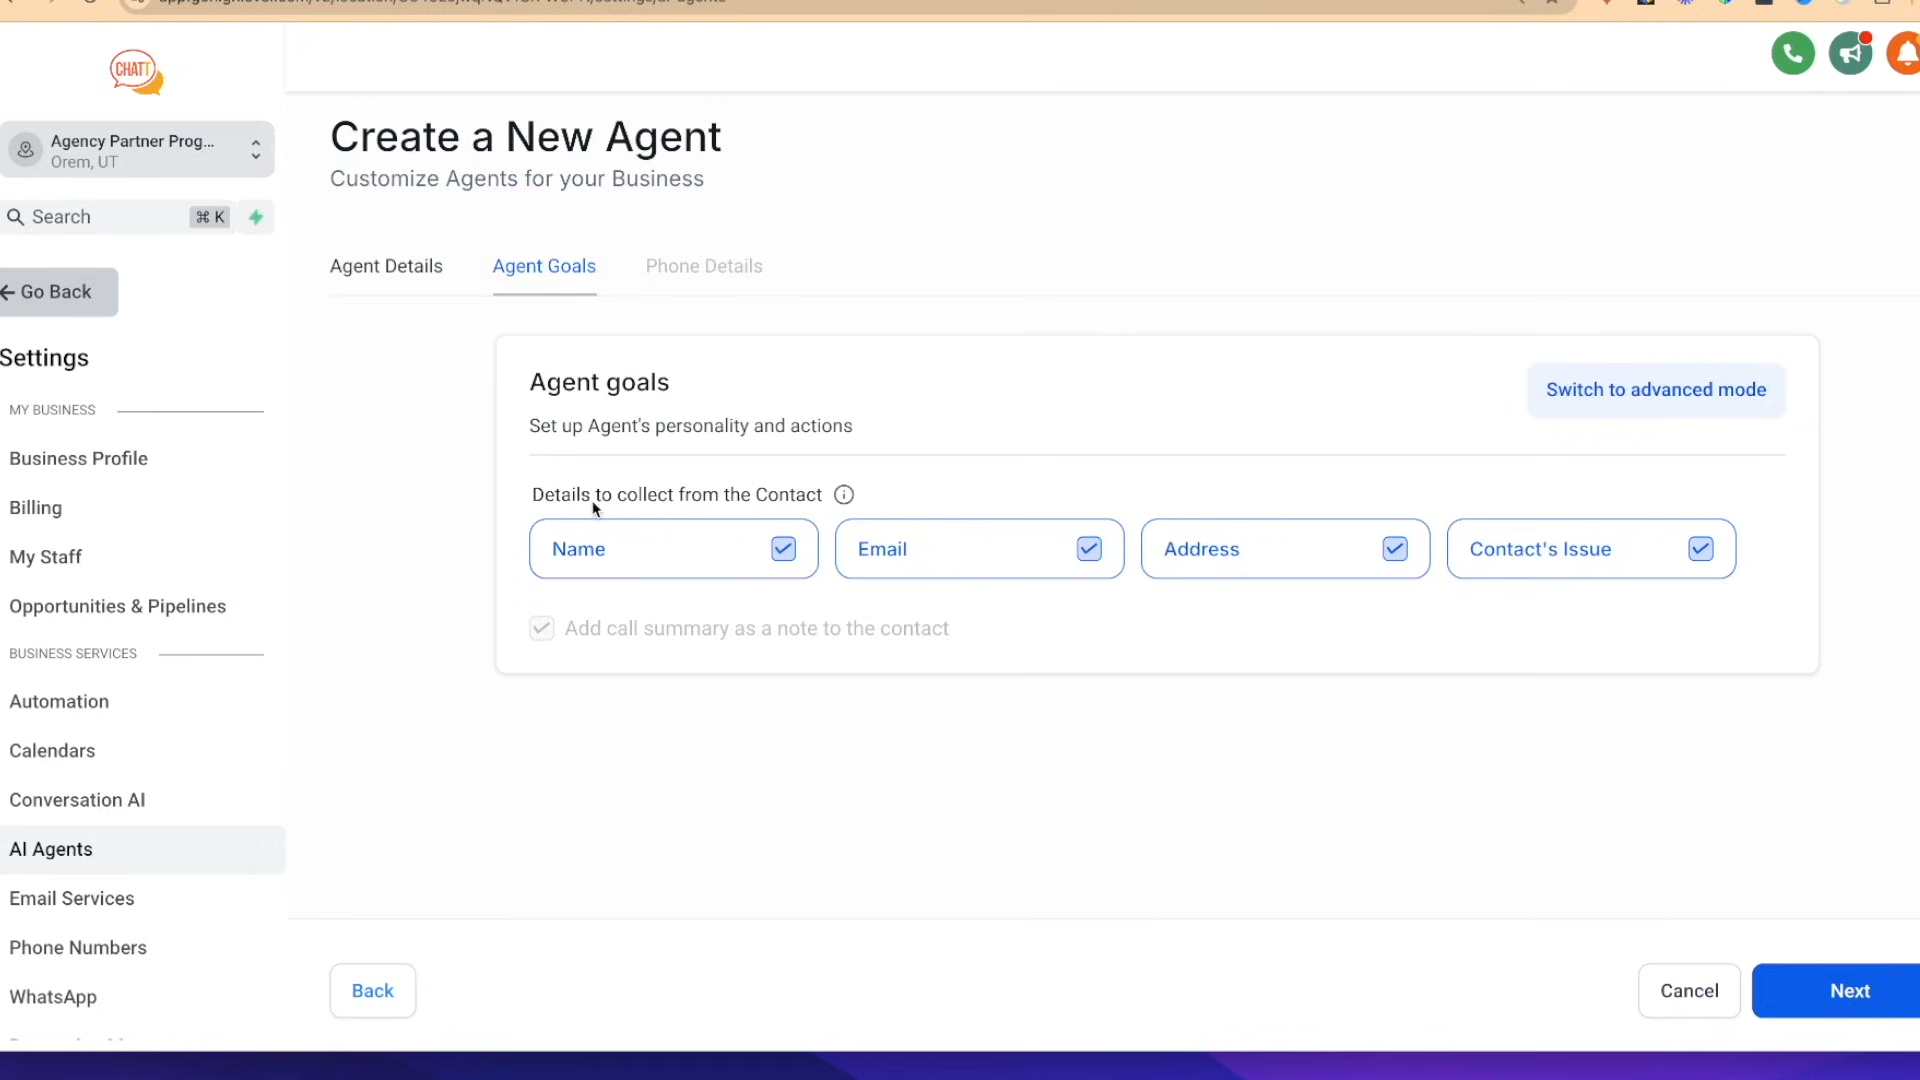 CHATT
Agency Partner Prog...
Orem, UT
Search
⌘ K
← Go Back
Settings
MY BUSINESS
Business Profile
Billing
My Staff
Opportunities & Pipelines
BUSINESS SERVICES
Automation
Calendars
Conversation AI
AI Agents
Email Services
Phone Numbers
WhatsApp
Create a New Agent
Customize Agents for your Business
Agent Details
Agent Goals
Phone Details
Agent goals
Switch to advanced mode
Set up Agent's personality and actions
Details to collect from the Contact
Name
Email
Address
Contact's Issue
Add call summary as a note to the contact
Back
Cancel
Next